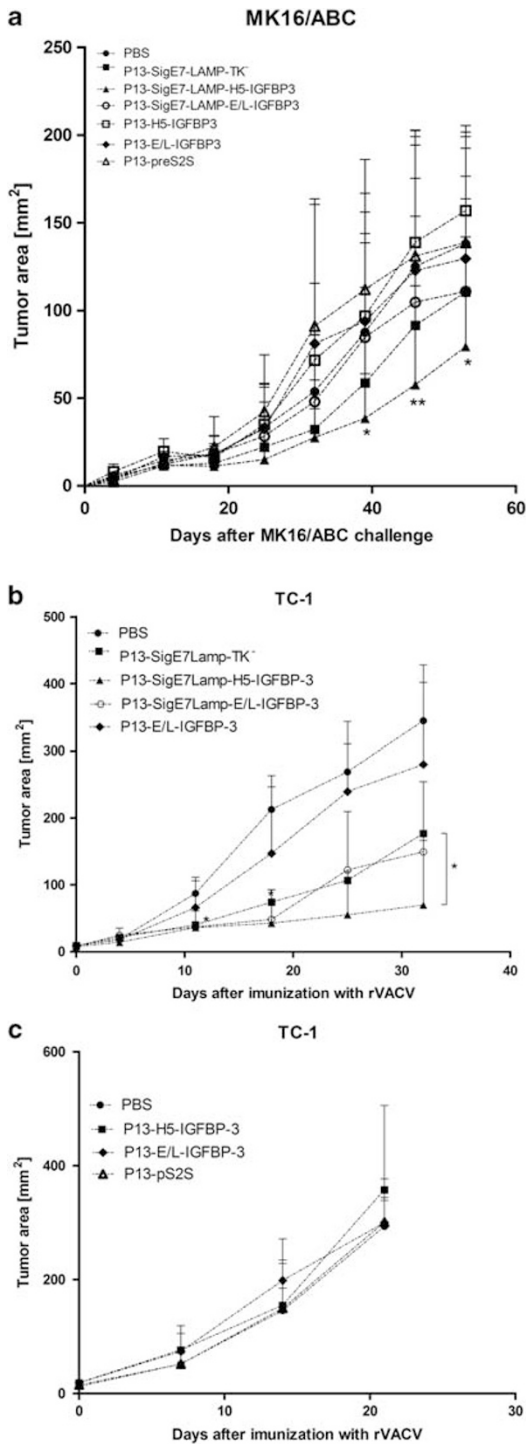 a
MK16/ABC
PBS
P13-SigE7-LAMP-TK⁻
P13-SigE7-LAMP-H5-IGFBP3
P13-SigE7-LAMP-E/L-IGFBP3
P13-H5-IGFBP3
P13-E/L-IGFBP3
P13-preS2S
Tumor area [mm²]
250
200
150
100
50
0
*
**
*
0 20 40 60
Days after MK16/ABC challenge
b
TC-1
PBS
P13-SigE7Lamp-TK⁻
P13-SigE7Lamp-H5-IGFBP-3
P13-SigE7Lamp-E/L-IGFBP-3
P13-E/L-IGFBP-3
Tumor area [mm²]
500
400
300
200
100
0
*
*
*
0 10 20 30 40
Days after imunization with rVACV
c
TC-1
PBS
P13-H5-IGFBP-3
P13-E/L-IGFBP-3
P13-pS2S
Tumor area [mm²]
600
400
200
0
0 10 20 30
Days after imunization with rVACV